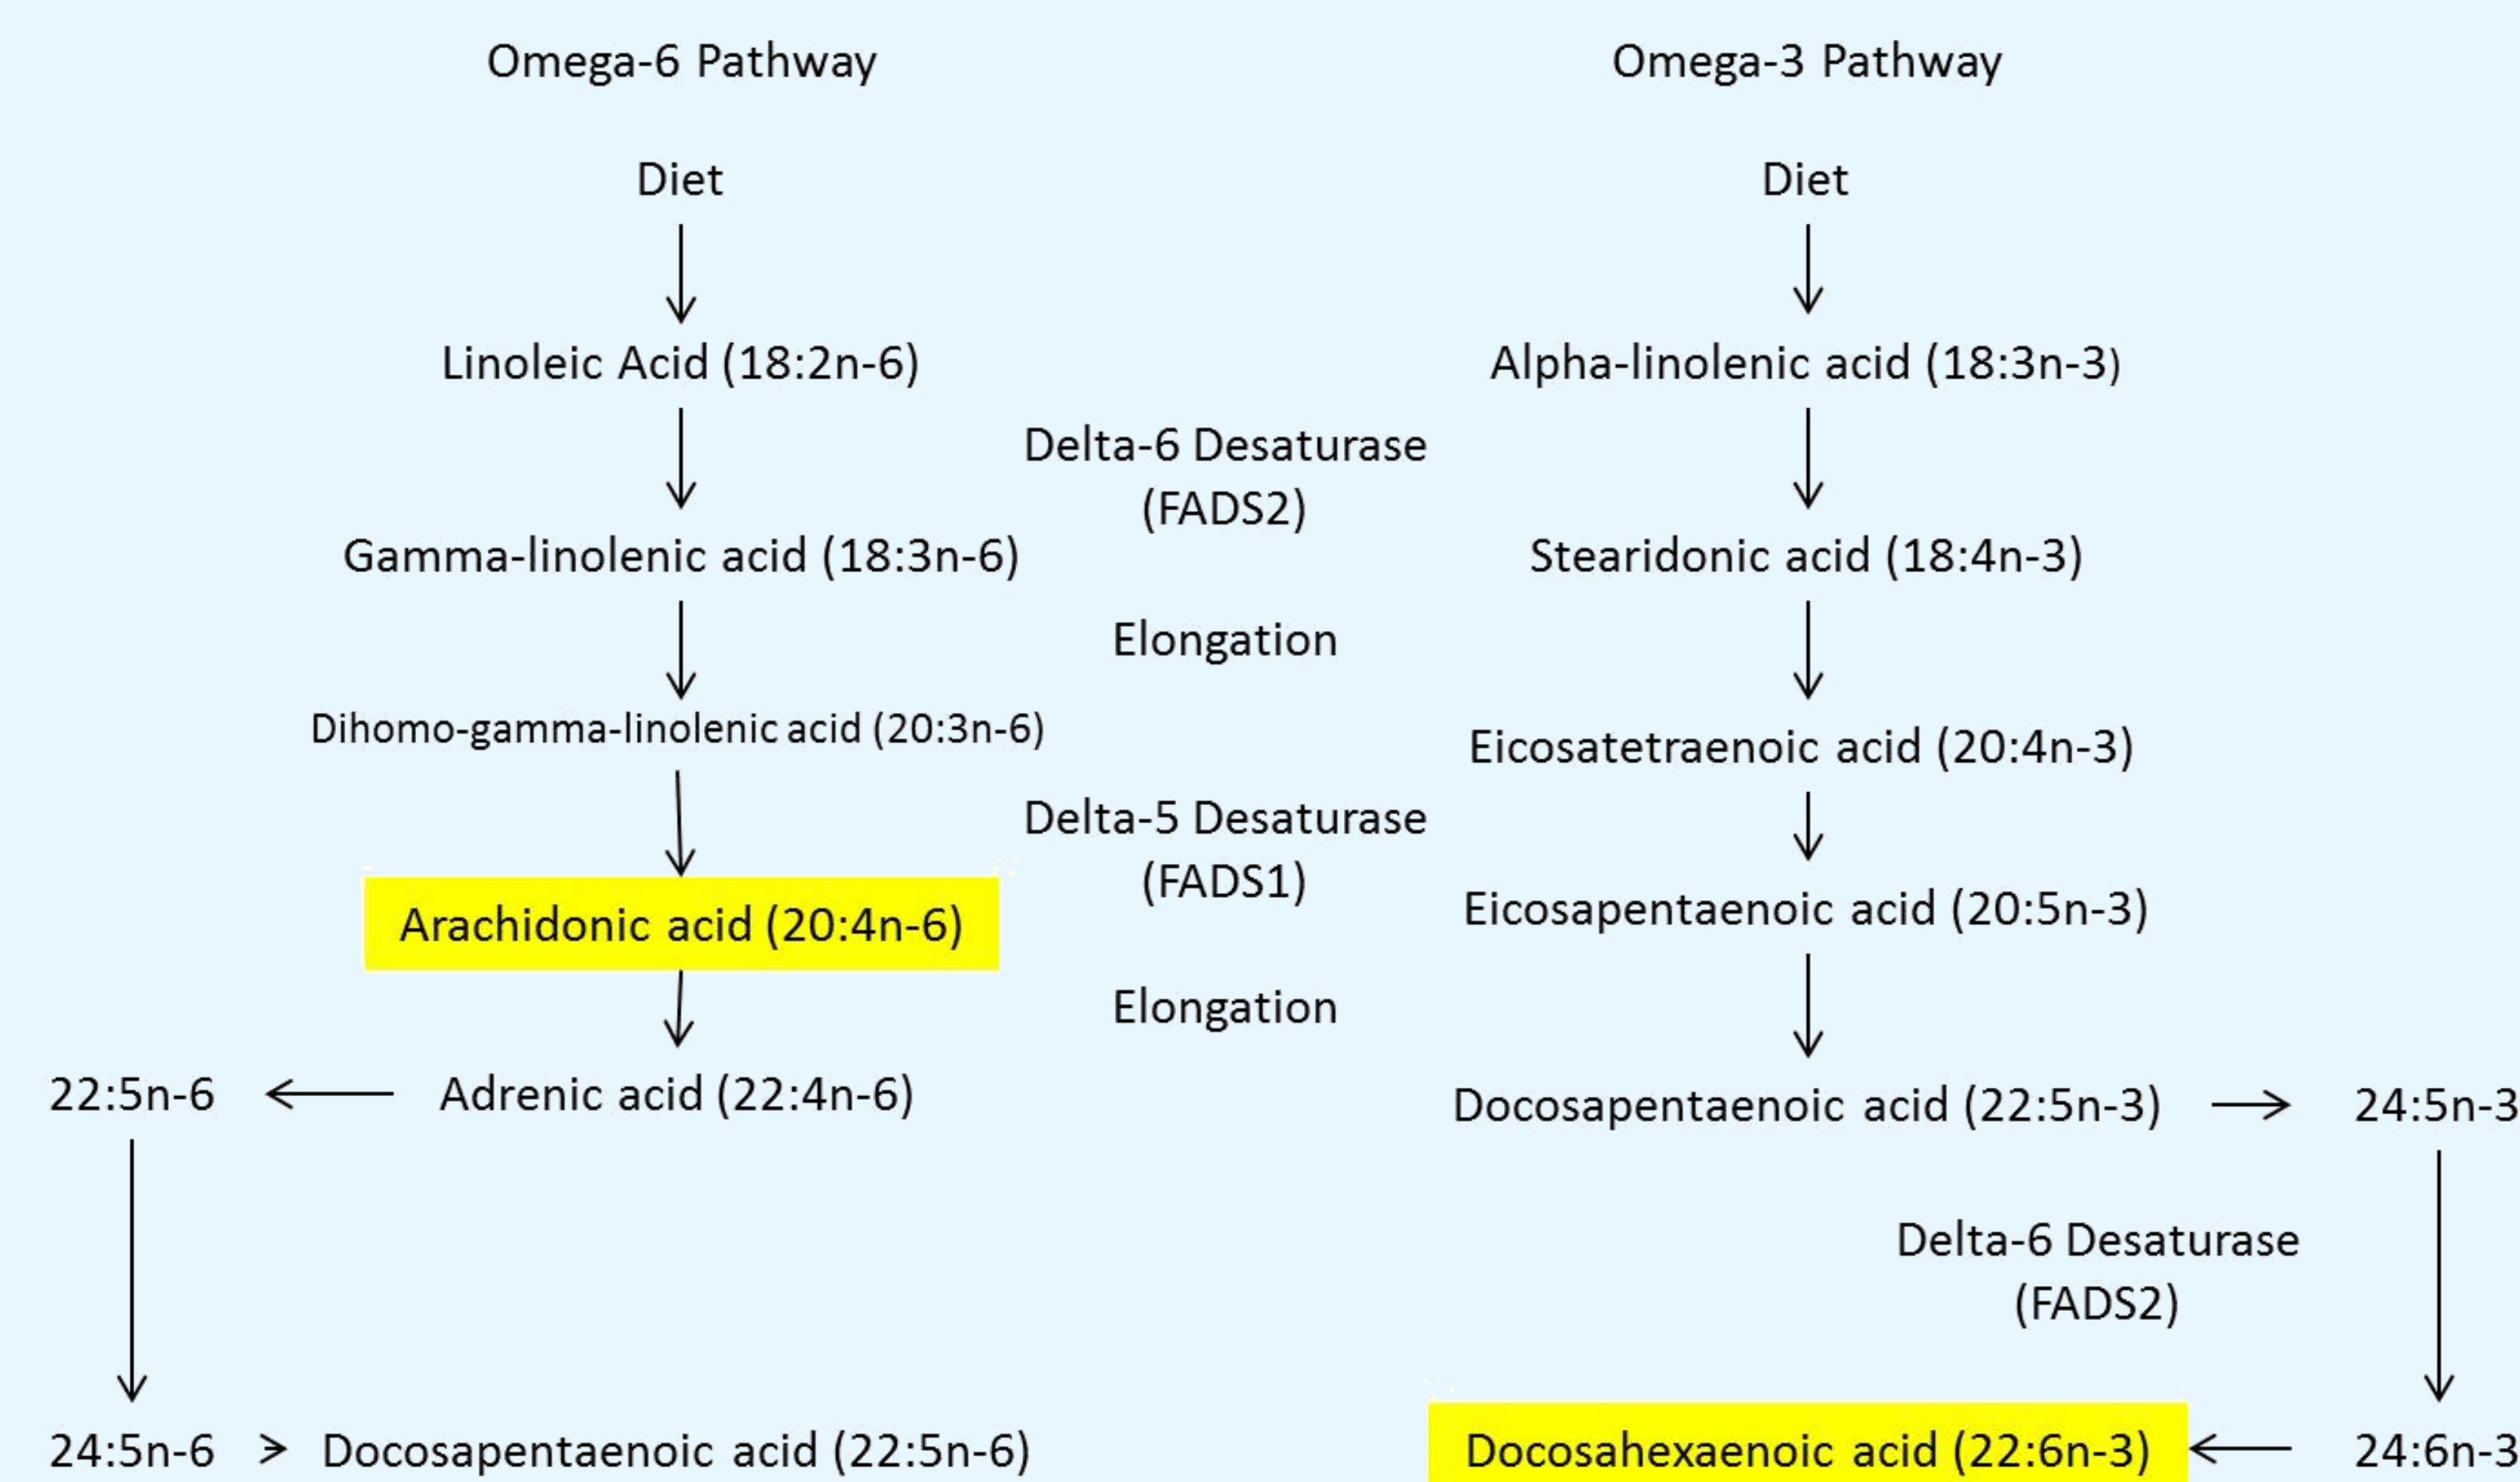 Omega-6 Pathway
Omega-3 Pathway
Diet
Diet
Linoleic Acid (18:2n-6)
Alpha-linolenic acid (18:3n-3)
Delta-6 Desaturase
(FADS2)
Gamma-linolenic acid (18:3n-6)
Stearidonic acid (18:4n-3)
Elongation
Dihomo-gamma-linolenic acid (20:3n-6)
Eicosatetraenoic acid (20:4n-3)
Delta-5 Desaturase
(FADS1)
Arachidonic acid (20:4n-6)
Eicosapentaenoic acid (20:5n-3)
Elongation
22:5n-6
Adrenic acid (22:4n-6)
Docosapentaenoic acid (22:5n-3)
24:5n-3
Delta-6 Desaturase
(FADS2)
24:5n-6 > Docosapentaenoic acid (22:5n-6)
Docosahexaenoic acid (22:6n-3)
24:6n-3